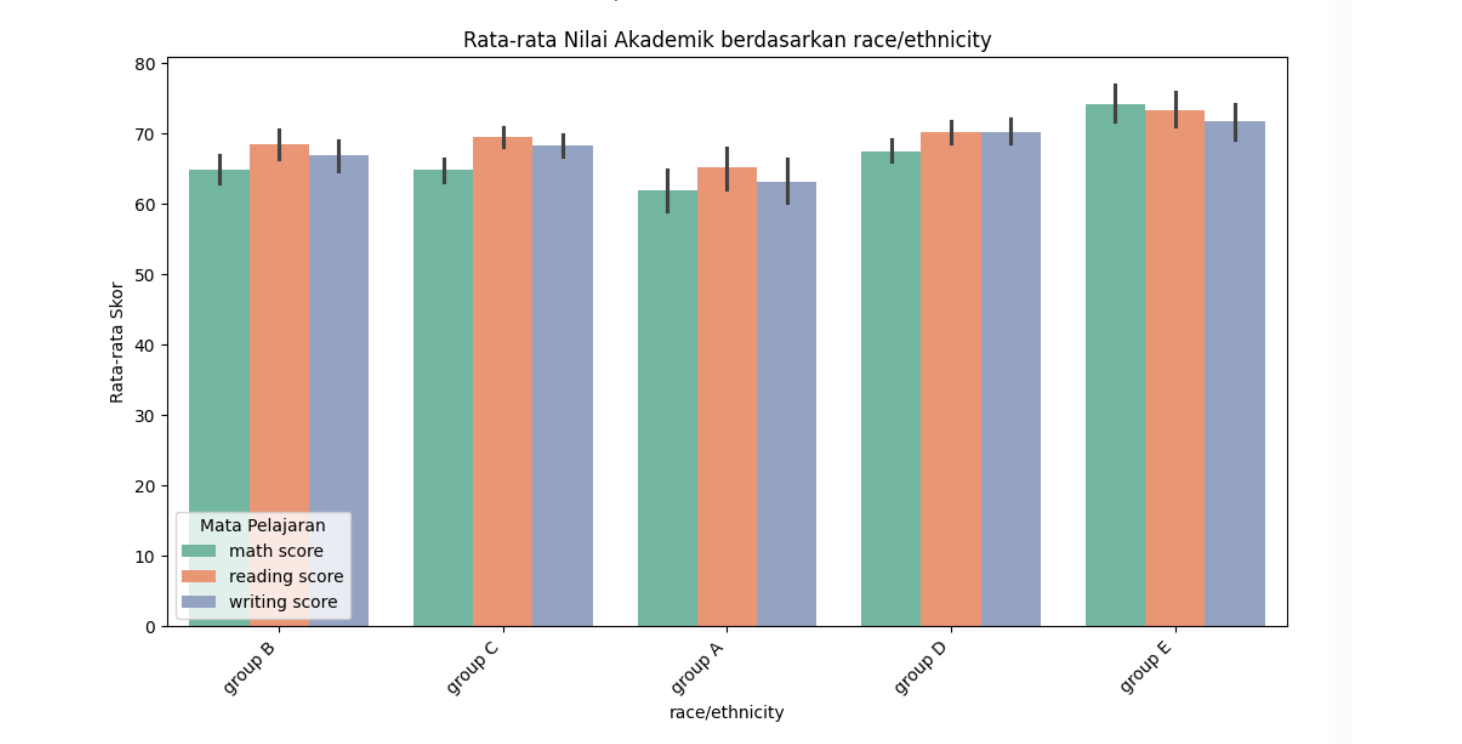 Rata-rata Nilai Akademik berdasarkan race/ethnicity
Rata-rata Skor
80
70
60
50
40
30
20
10
0
Mata Pelajaran
math score
reading score
writing score
group B
group C
group A
group D
group E
race/ethnicity